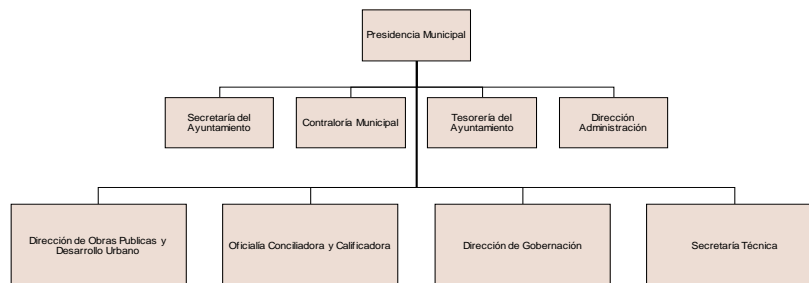 Presidencia Municipal
Secretaría del
Ayuntamiento
Contraloría Municipal
Tesorería del
Ayuntamiento
Dirección
Administración
Dirección de Obras Publicas y
Desarrollo Urbano
Oficialía Conciliadora y Calificadora
Dirección de Gobernación
Secretaría Técnica